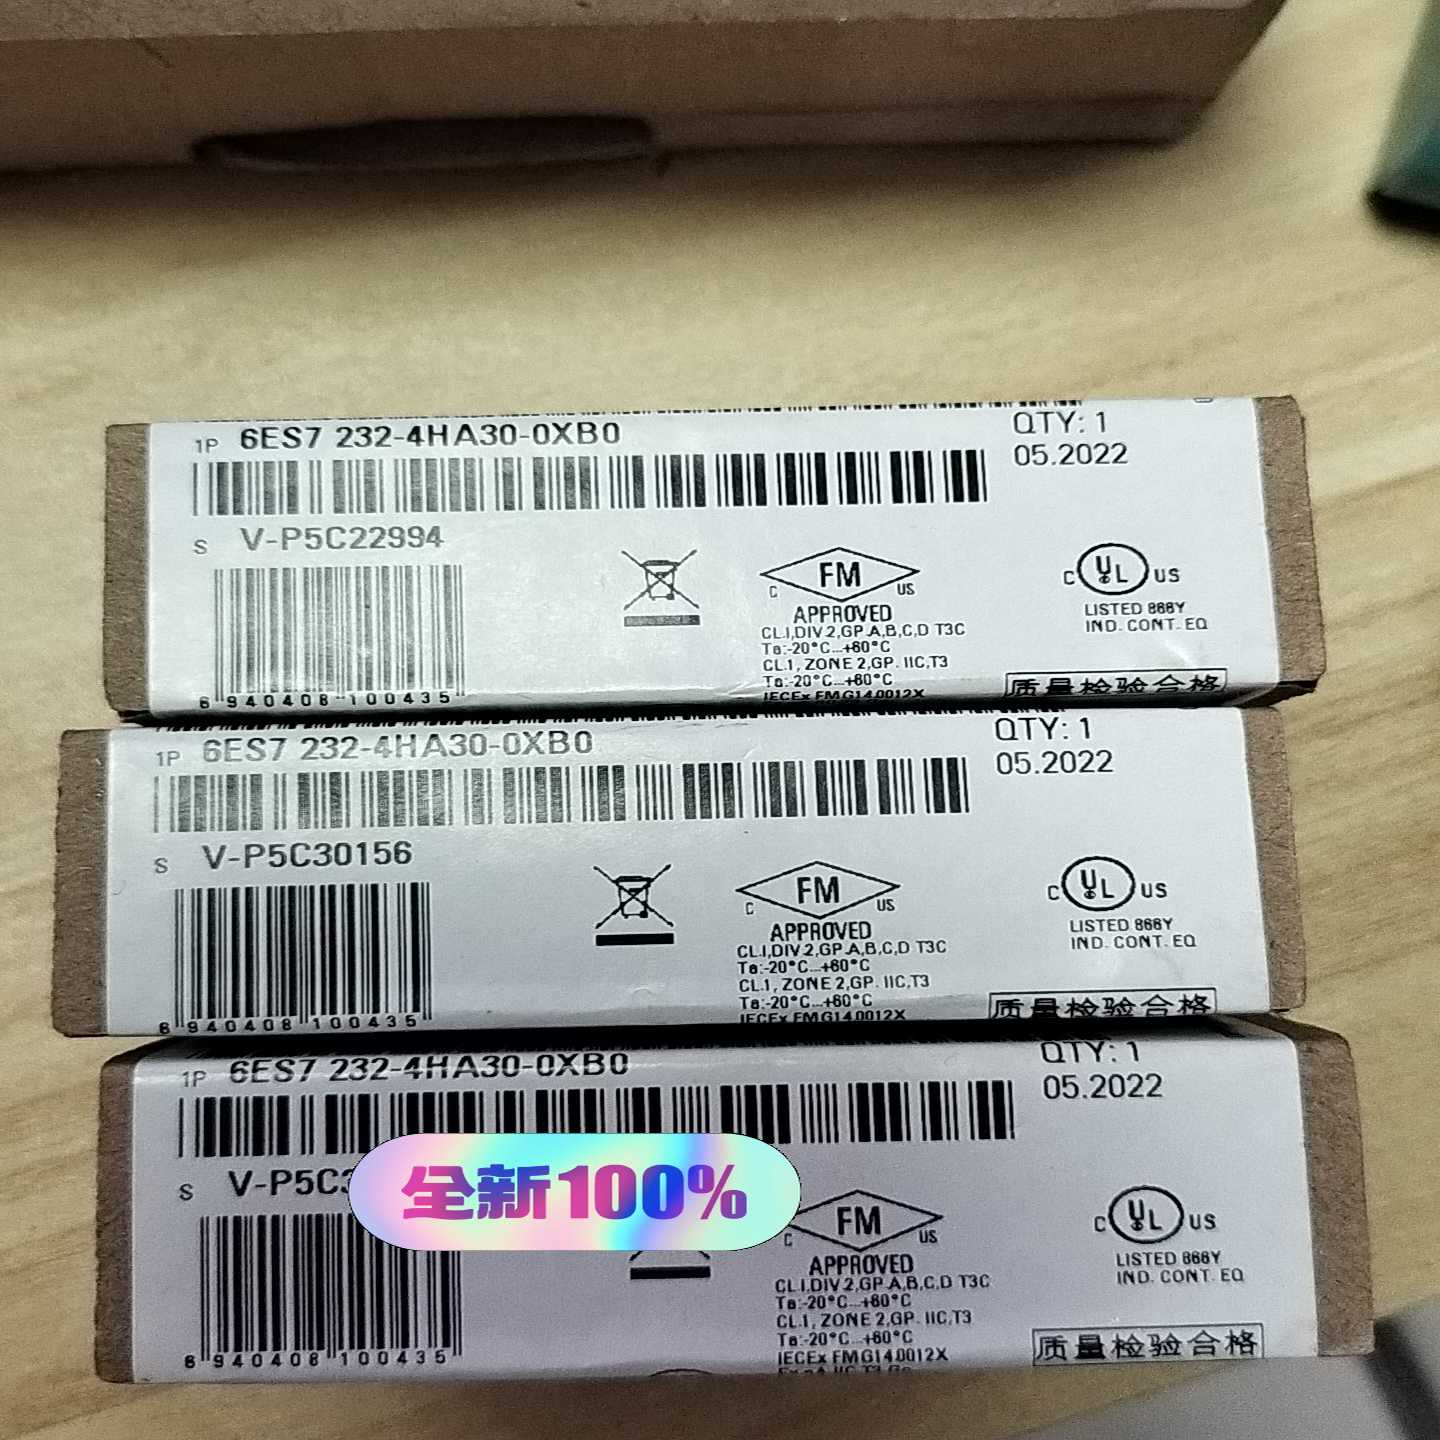 1P 6ES7 232-4HA30-0XB0
QTY: 1
05.2022
S V-P5C22994
FM
C US
APPROVED
CL.I,DIV.2,GP.A,B,C,D T3C
Ta:-20°C...+60°C
CL.1, ZONE 2,GP. IIC,T3
Ta:-20°C...+60°C
IECEx FMG14.0012X
C UL US
LISTED 868Y
IND. CONT. EQ
质量检验合格
6 940408 100435
1P 6ES7 232-4HA30-0XB0
QTY: 1
05.2022
S V-P5C30156
FM
C US
APPROVED
CL.I,DIV.2,GP.A,B,C,D T3C
Ta:-20°C...+60°C
CL.1, ZONE 2,GP. IIC,T3
Ta:-20°C...+60°C
IECEx FMG14.0012X
C UL US
LISTED 868Y
IND. CONT. EQ
质量检验合格
6 940408 100435
1P 6ES7 232-4HA30-0XB0
QTY: 1
05.2022
S V-P5C3
全新100%
FM
C US
APPROVED
CL.I,DIV.2,GP.A,B,C,D T3C
Ta:-20°C...+60°C
CL.1, ZONE 2,GP. IIC,T3
Ta:-20°C...+60°C
IECEx FMG14.0012X
C UL US
LISTED 868Y
IND. CONT. EQ
质量检验合格
6 940408 100435